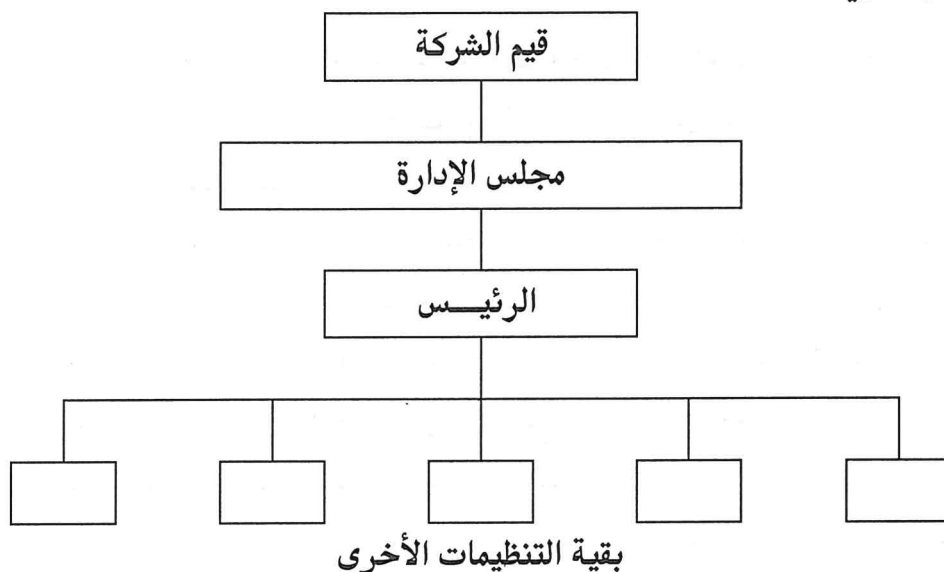 قيم الشركة
مجلس الإدارة
الرئيـــس
بقية التنظيمات الأخرى